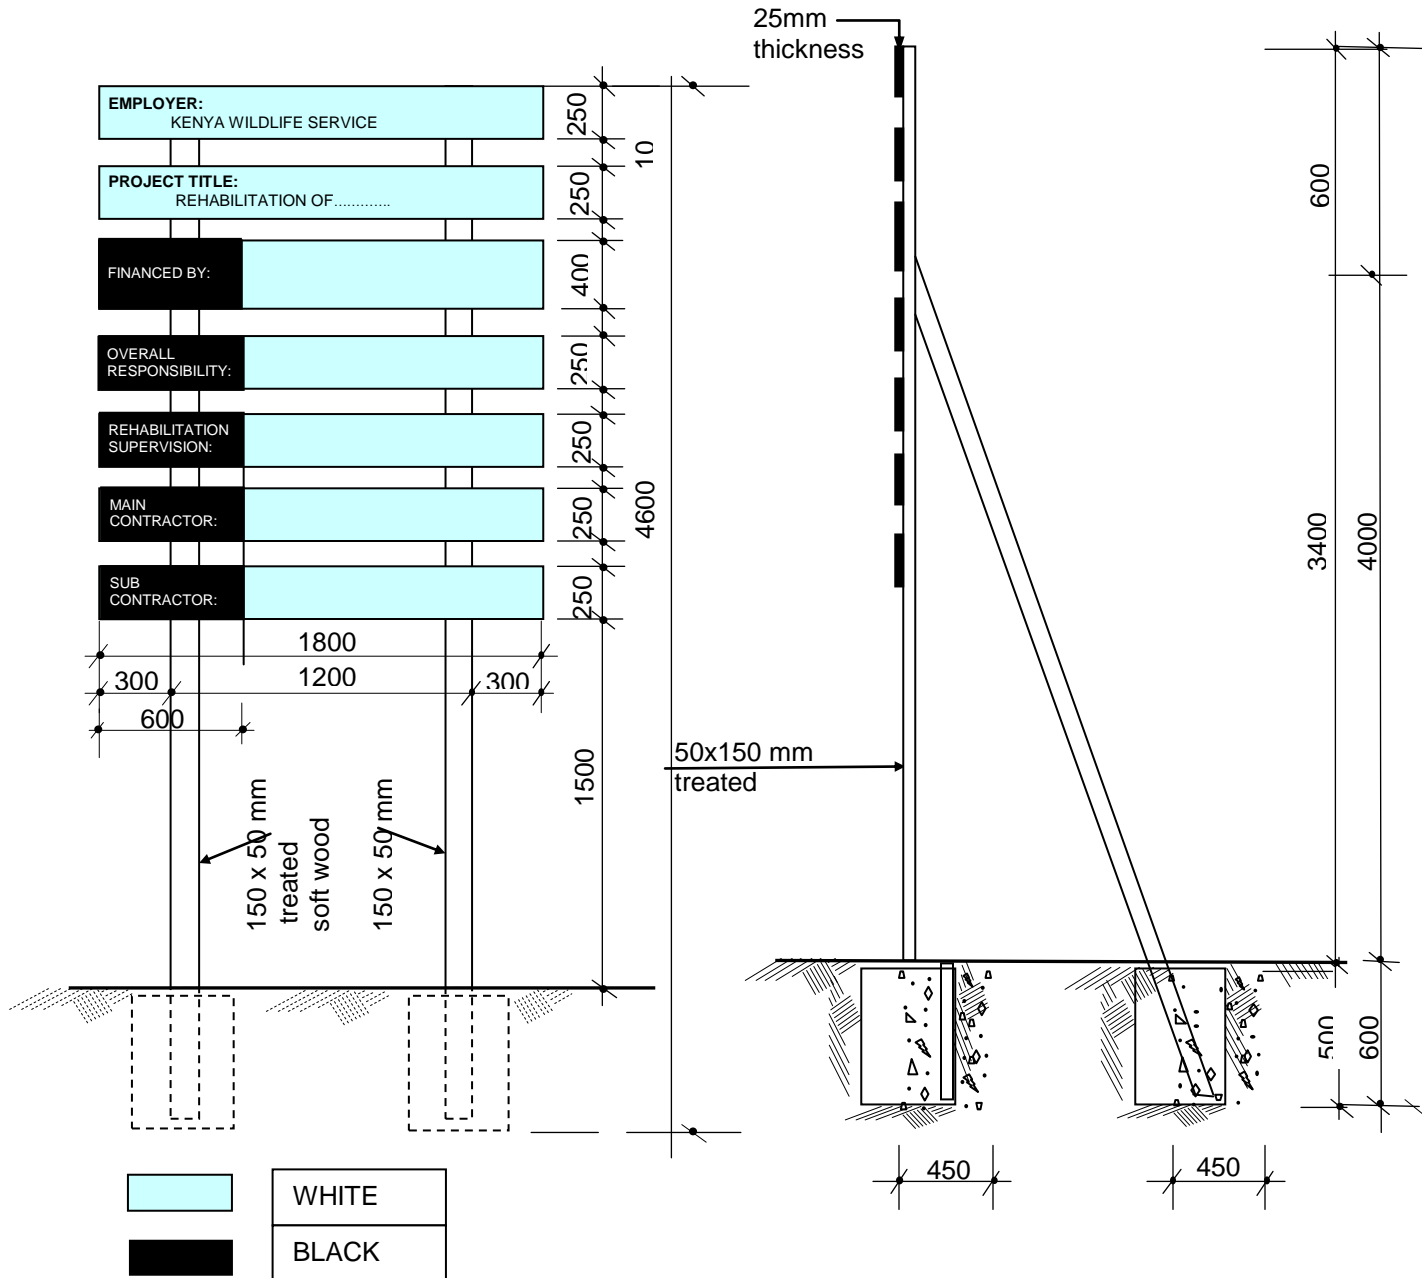 25mm
thickness
EMPLOYER:
KENYA WILDLIFE SERVICE
PROJECT TITLE:
REHABILITATION OF.............
FINANCED BY:
OVERALL
RESPONSIBILITY:
REHABILITATION
SUPERVISION:
MAIN
CONTRACTOR:
SUB
CONTRACTOR:
250
10
250
400
250
250
250
250
4600
1500
1800
300
1200
300
600
150 x 50 mm
treated
soft wood
150 x 50 mm
50x150 mm
treated
600
3400
4000
500
600
450
450
WHITE
BLACK